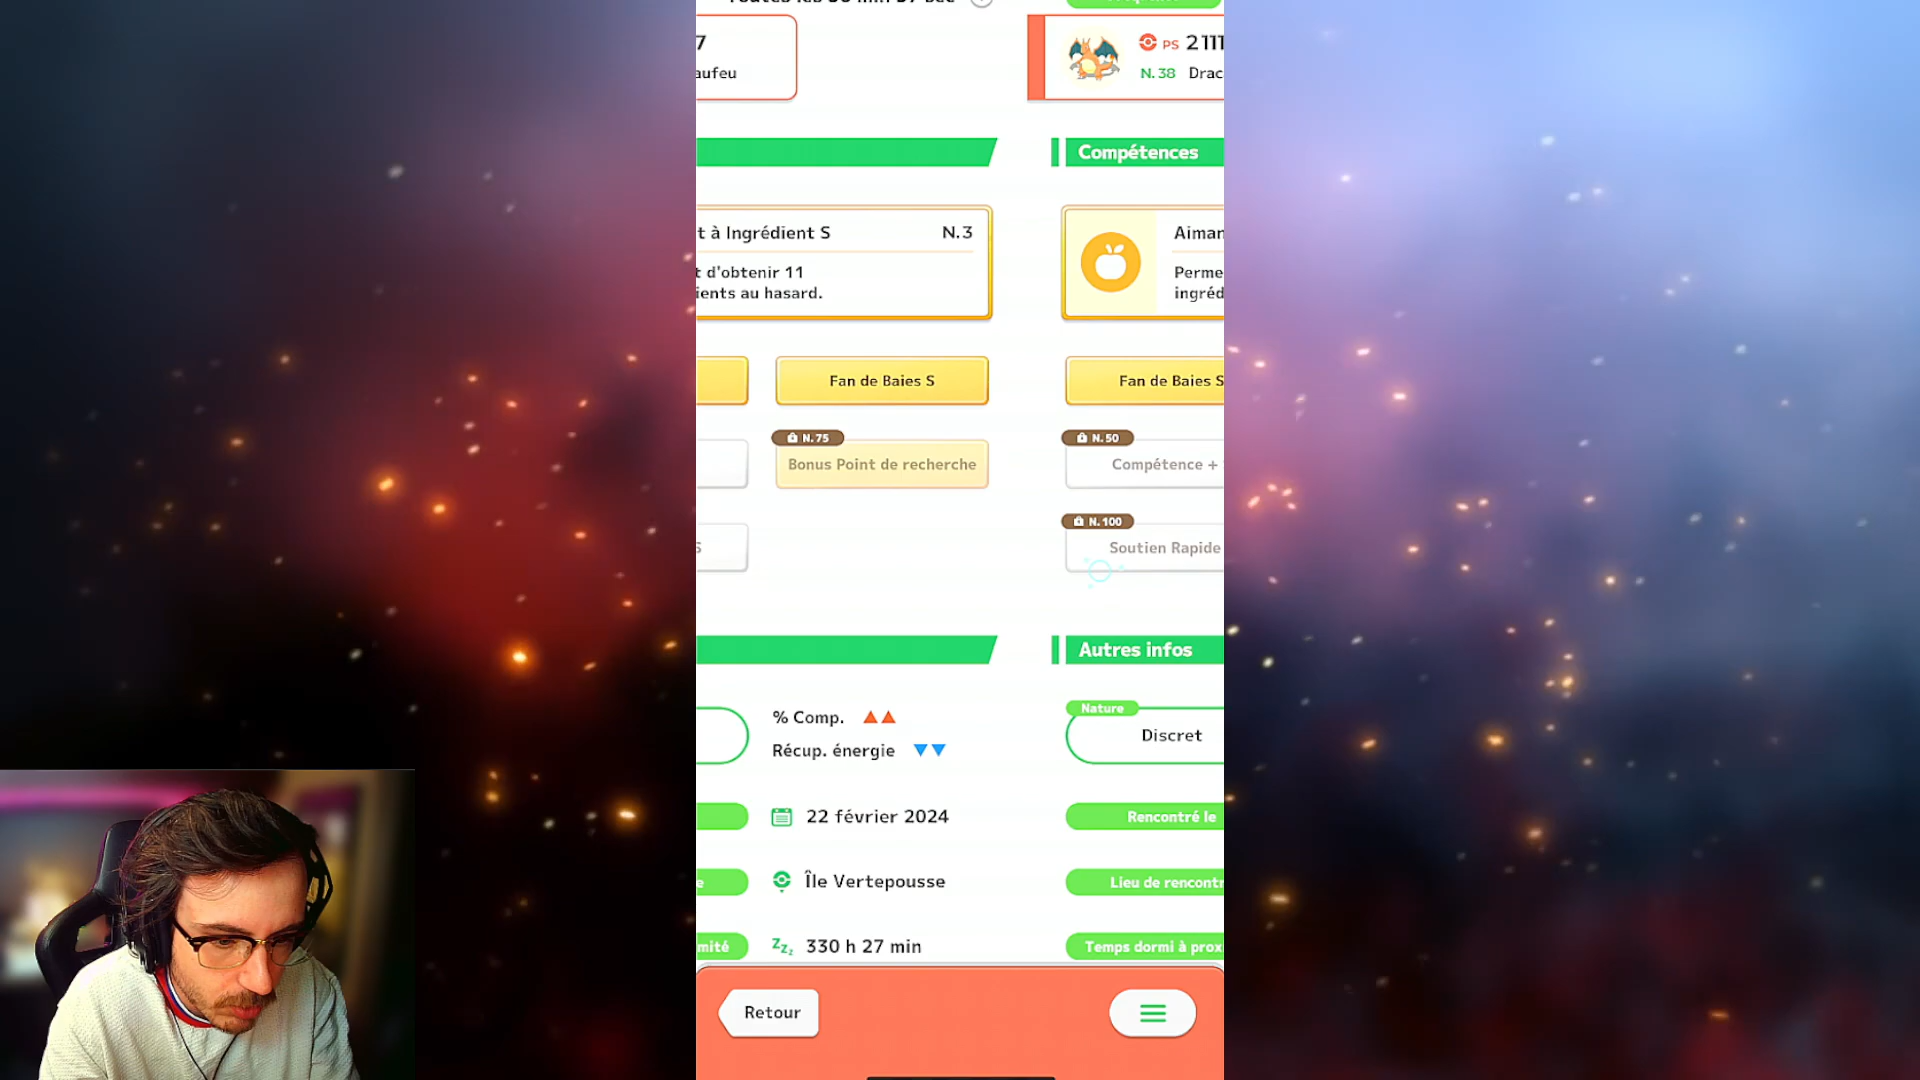 7
aufeu
PS 2111
N.38 Drac
Compétences
t à Ingrédient S N.3
t d'obtenir 11
ients au hasard.
Aiman
Perme
ingréd
Fan de Baies S
Fan de Baies S
N.75
Bonus Point de recherche
N.50
Compétence +
S
N.100
Soutien Rapide
Autres infos
% Comp.
Récup. énergie
Nature
Discret
22 février 2024
Rencontré le
e
Île Vertepousse
Lieu de rencontr
mité
Zzz 330 h 27 min
Temps dormi à prox
Retour